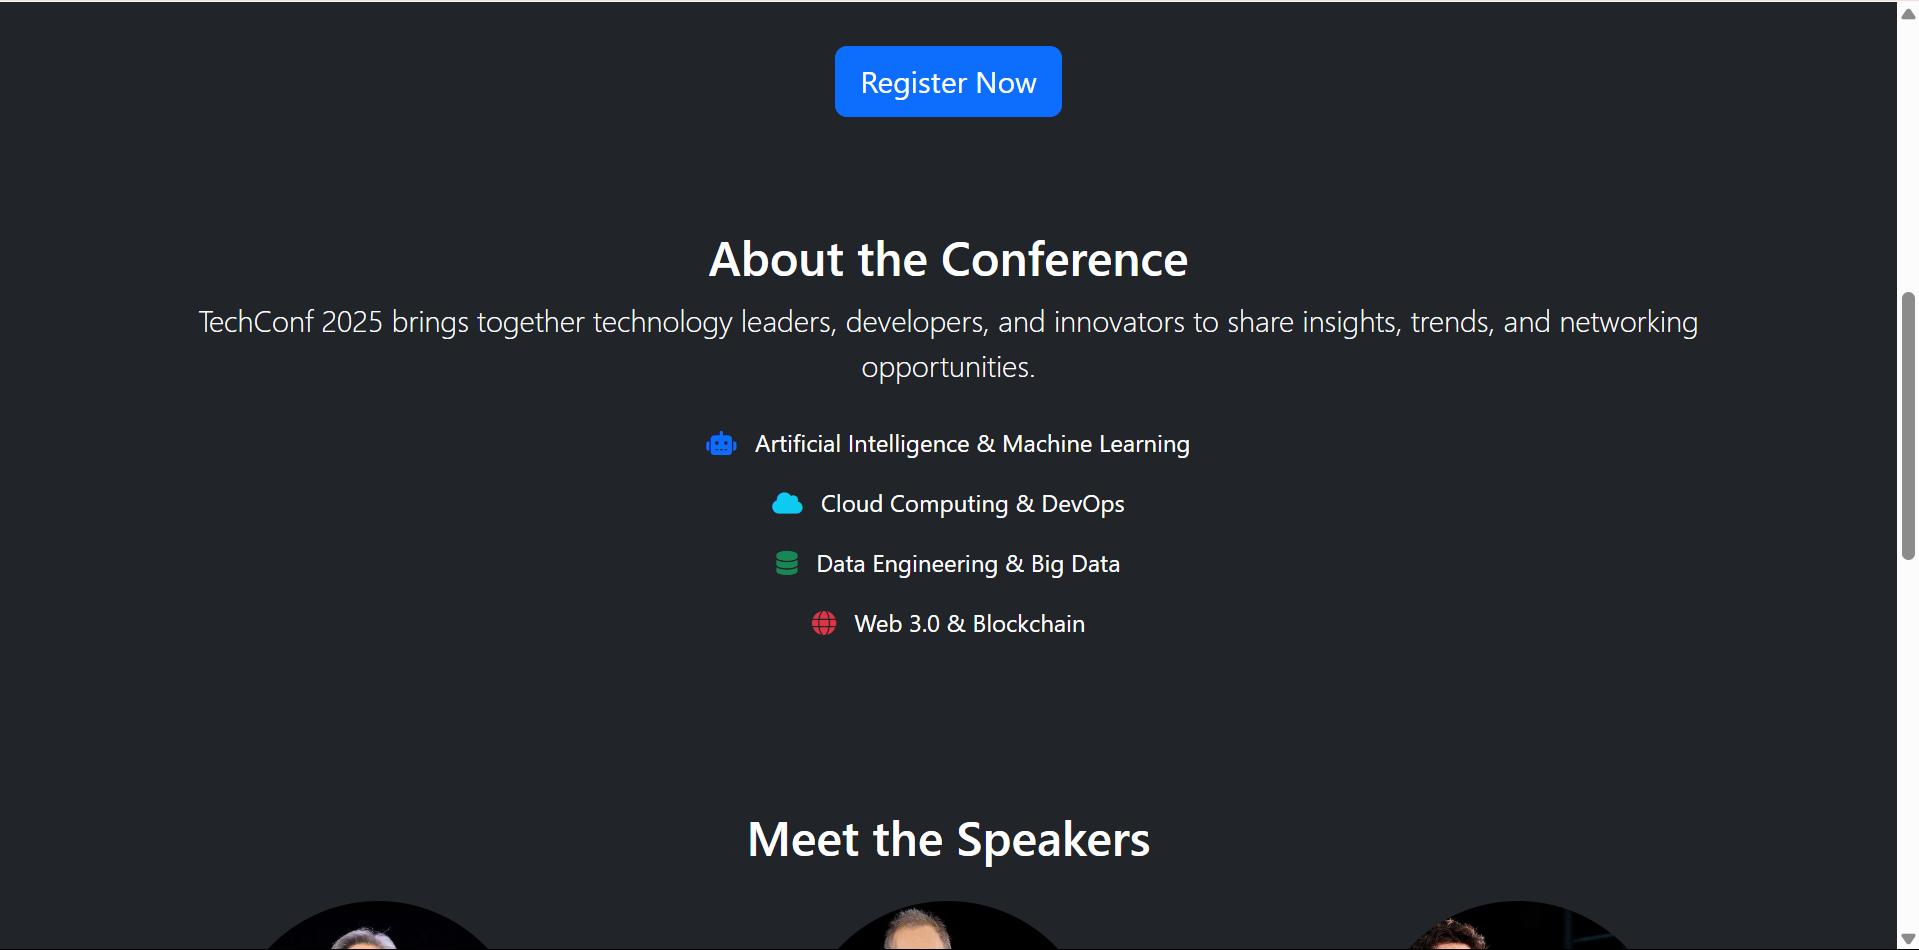 Register Now
About the Conference
TechConf 2025 brings together technology leaders, developers, and innovators to share insights, trends, and networking
opportunities.
Artificial Intelligence & Machine Learning
Cloud Computing & DevOps
Data Engineering & Big Data
Web 3.0 & Blockchain
Meet the Speakers